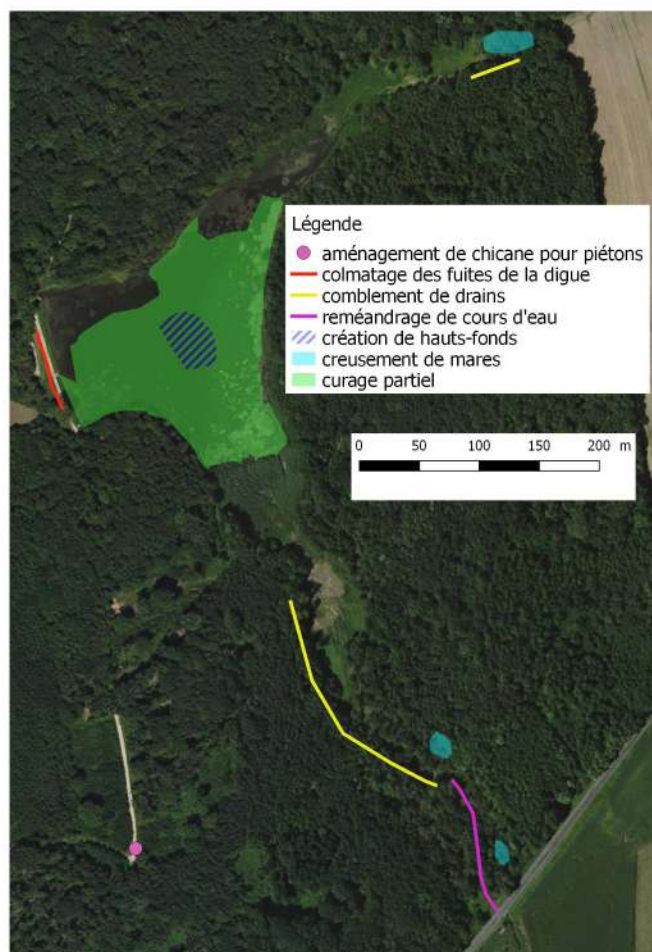 Légende
aménagement de chicane pour piétons
colmatage des fuites de la digue
comblement de drains
reméandrage de cours d'eau
création de hauts-fonds
creusement de mares
curage partiel
0 50 100 150 200 m